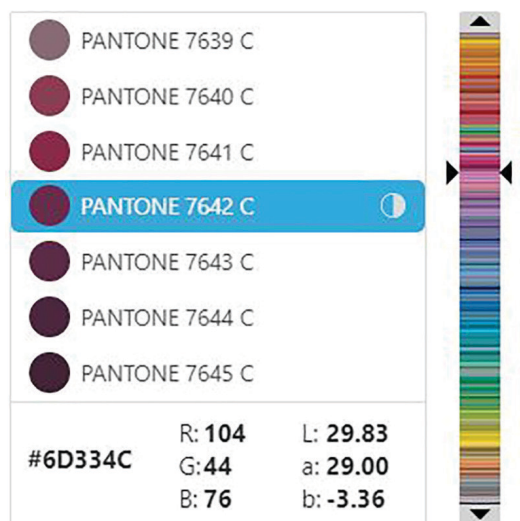 PANTONE 7639 C
PANTONE 7640 C
PANTONE 7641 C
PANTONE 7642 C
PANTONE 7643 C
PANTONE 7644 C
PANTONE 7645 C
#6D334C
R: 104 L: 29.83
G:44 a: 29.00
B: 76 b: -3.36